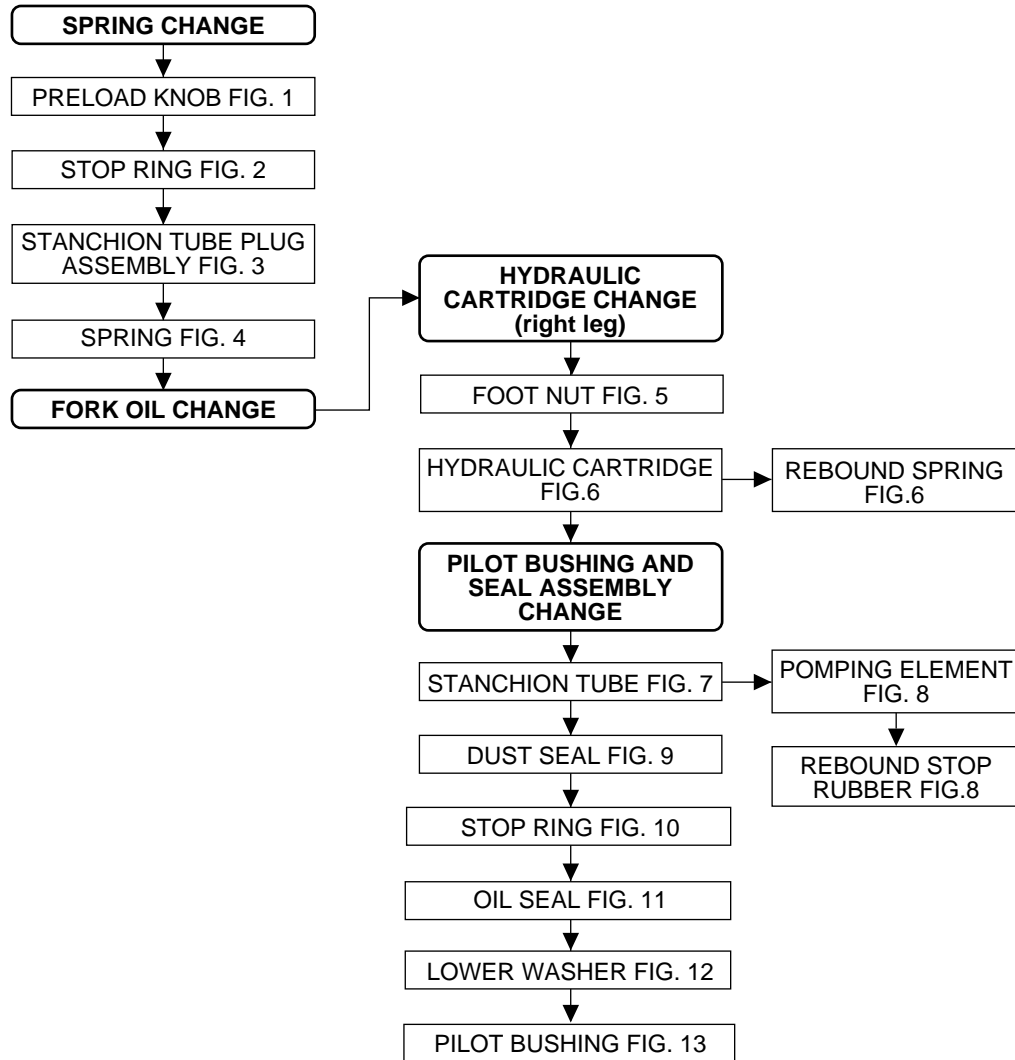 SPRING CHANGE
PRELOAD KNOB FIG. 1
STOP RING FIG. 2
STANCHION TUBE PLUG
ASSEMBLY FIG. 3
SPRING FIG. 4
FORK OIL CHANGE
HYDRAULIC
CARTRIDGE CHANGE
(right leg)
FOOT NUT FIG. 5
HYDRAULIC CARTRIDGE
FIG.6
REBOUND SPRING
FIG.6
PILOT BUSHING AND
SEAL ASSEMBLY
CHANGE
STANCHION TUBE FIG. 7
POMPING ELEMENT
FIG. 8
REBOUND STOP
RUBBER FIG.8
DUST SEAL FIG. 9
STOP RING FIG. 10
OIL SEAL FIG. 11
LOWER WASHER FIG. 12
PILOT BUSHING FIG. 13